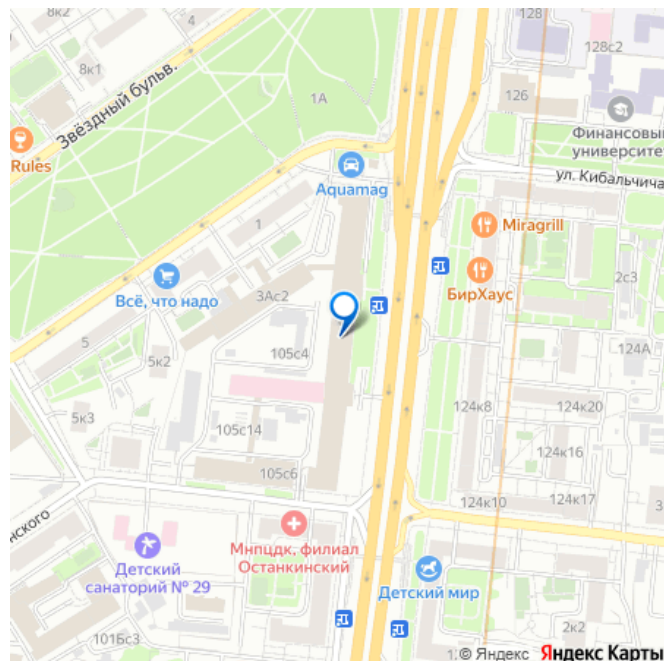 8к2
4
128
128с2
8к1
Звёздный бульв.
1А
126
Финансовый
университет
Rules
Aquamag
ул. Кибальчича
1
Miragrill
Всё, что надо
3Ас2
БирХаус
2с3
5
105с4
124А
5к2
5к3
124к8
124к20
105с14
124к16
105с6
124к10
124к17
нского
Мнпцдк, филиал
Останкинский
Детский
санаторий № 29
Детский мир
101Бс3
2к2
© Яндекс Яндекс Карты